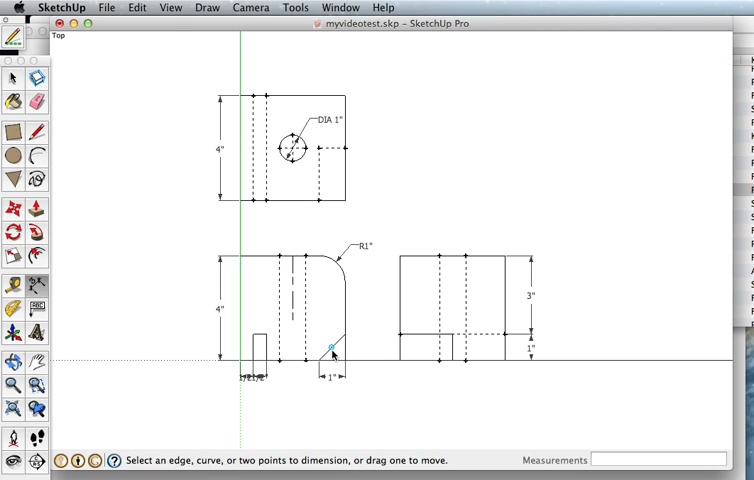 SketchUp File Edit View Draw Camera Tools Window Help
myvideotest.skp – SketchUp Pro
Top
DIA 1"
4"
R1"
4"
3"
1"
1"
ABC
Select an edge, curve, or two points to dimension, or drag one to move.
Measurements